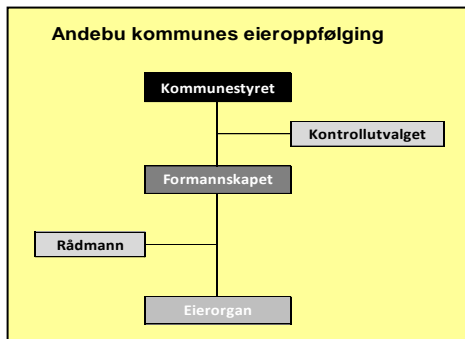 Andebu kommunes eieroppfølging
Kommunestyret
Kontrollutvalget
Formannskapet
Rådmann
Eierorgan